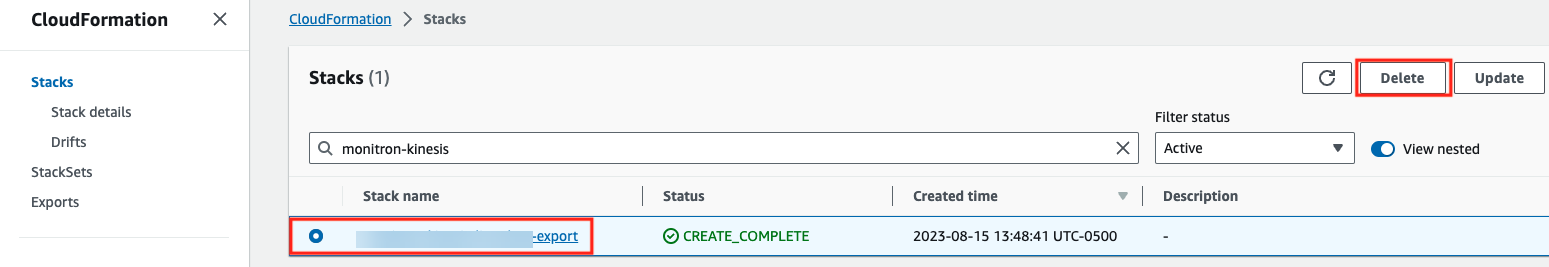 CloudFormation
CloudFormation > Stacks
Stacks
Stack details
Drifts
StackSets
Exports
Stacks (1)
Delete
Update
Filter status
monitron-kinesis
Active
View nested
Stack name
Status
Created time
Description
-export
CREATE_COMPLETE
2023-08-15 13:48:41 UTC-0500
-